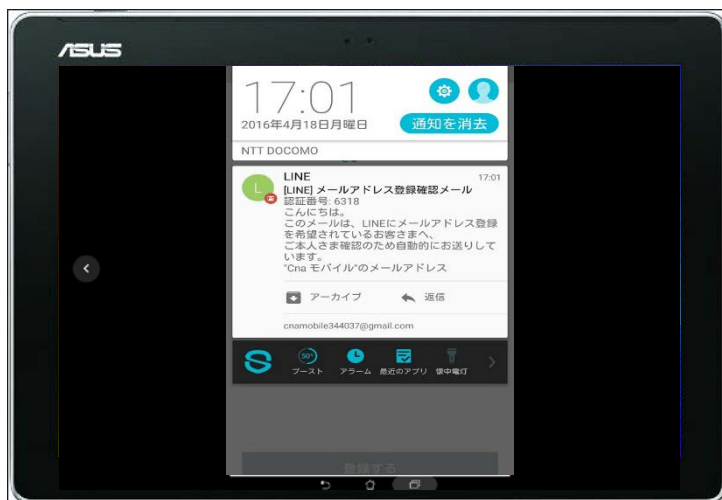 ASUS
17:01
2016年4月18日月曜日
通知を消去
NTT DOCOMO
LINE 17:01
[LINE] メールアドレス登録確認メール
認証番号: 6318
こんにちは。
このメールは、LINEにメールアドレス登録
を希望されているお客さまへ、
ご本人さま確認のため自動的にお送りして
います。
"Cna モバイル"のメールアドレス
アーカイブ 返信
cnamobile344037@gmail.com
ブースト アラーム 最近のアプリ 懐中電灯
登録する